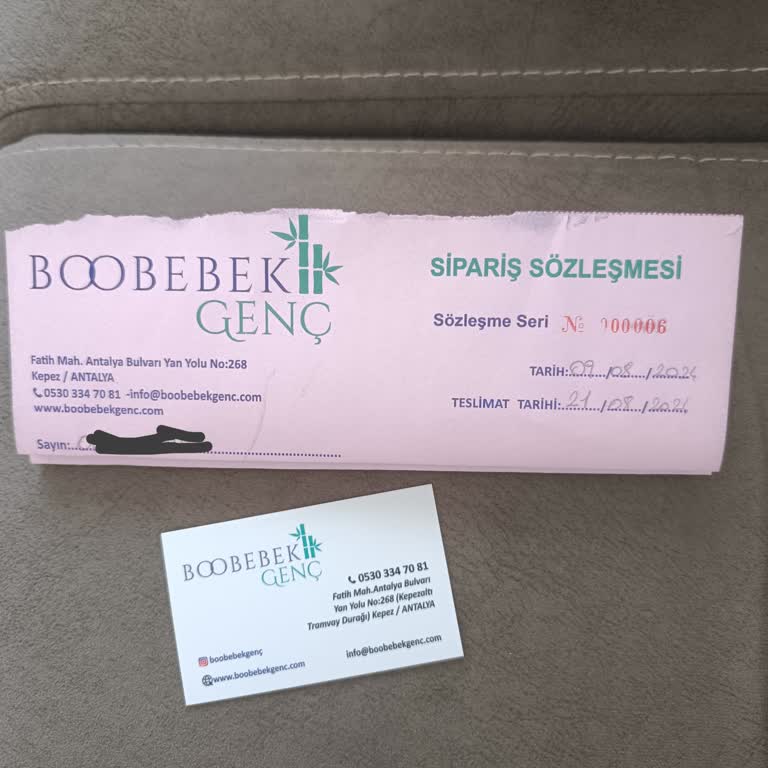 BOOBEBEK
GENÇ
Fatih Mah. Antalya Bulvarı Yan Yolu No:268
Kepez / ANTALYA
0530 334 70 81 -info@boobebekgenc.com
www.boobebekgenc.com
Sayın:
SİPARİŞ SÖZLEŞMESİ
Sözleşme Seri № 000006
TARİH: 09/08/2024
TESLİMAT TARİHİ: 21/08/2024
BOOBEBEK
GENÇ
0530 334 70 81
Fatih Mah.Antalya Bulvarı
Yan Yolu No:268 (Kepezaltı
Tramvay Durağı) Kepez / ANTALYA
boobebekgenç
www.boobebekgenc.com
info@boobebekgenc.com